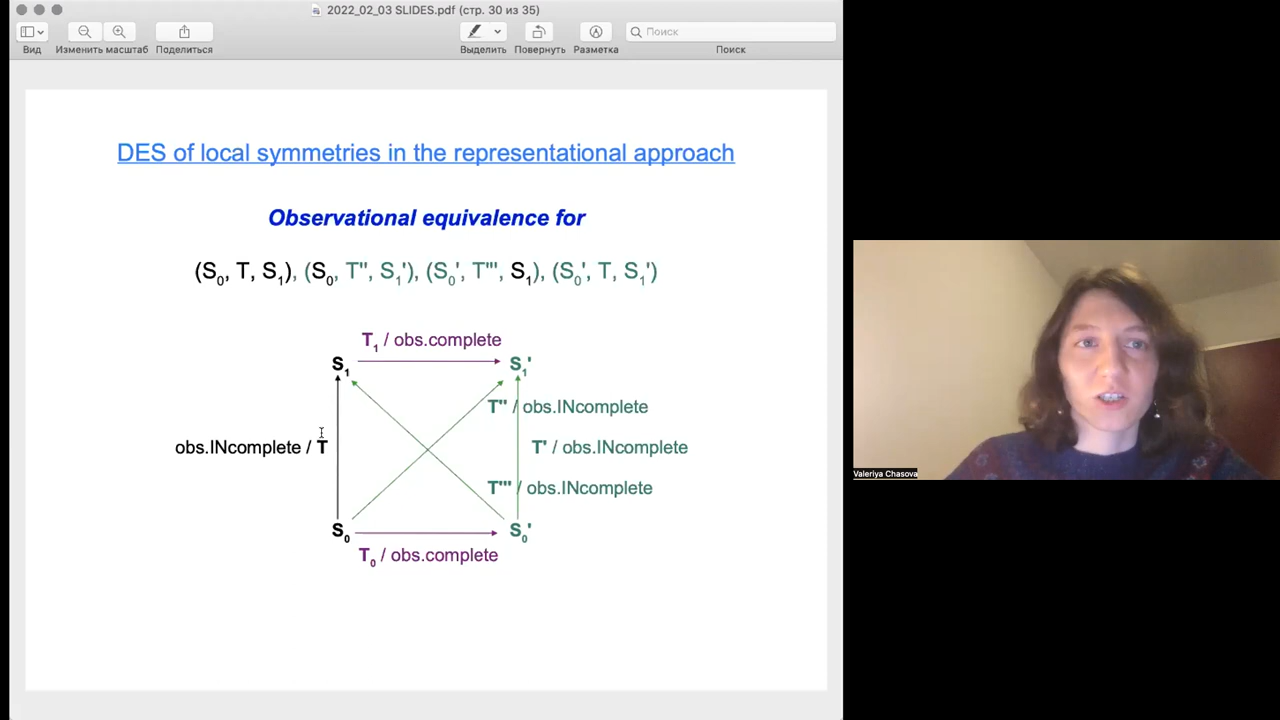 2022_02_03 SLIDES.pdf (стр. 30 из 35)
Поиск
Вид Изменить масштаб Поделиться Выделить Повернуть Разметка Поиск
DES of local symmetries in the representational approach
Observational equivalence for
(S0, T, S1), (S0, T'', S1'), (S0', T''', S1), (S0', T, S1')
T1 / obs.complete
S1 S1'
T'' / obs.INcomplete
obs.INcomplete / T T' / obs.INcomplete
T''' / obs.INcomplete
S0 S0'
T0 / obs.complete
Valeriya Chasova